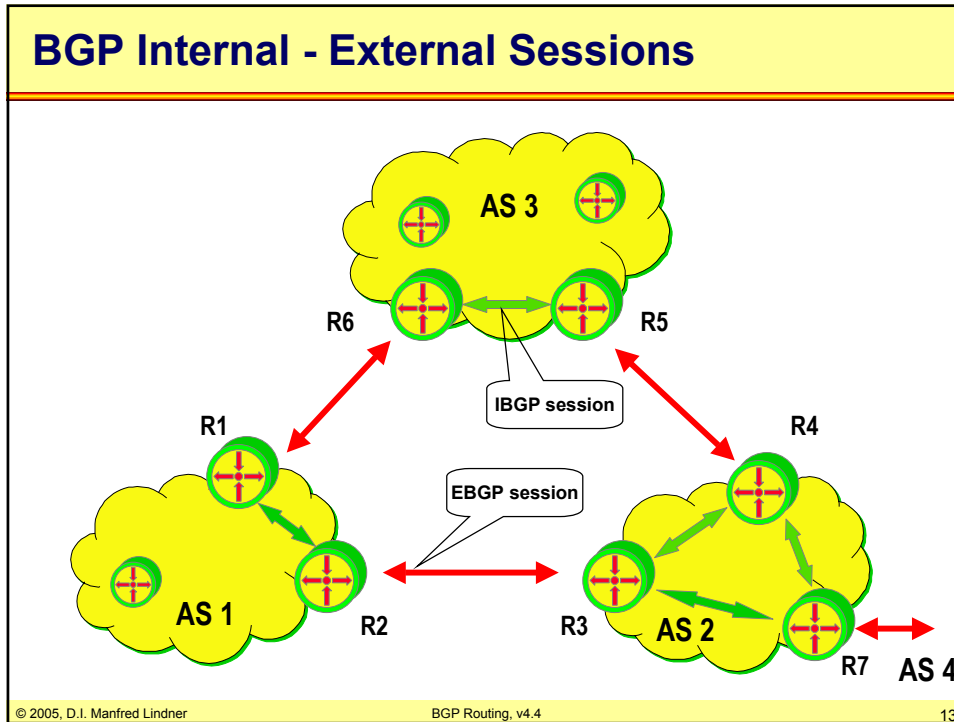 BGP Internal - External Sessions
AS 3
R6
R5
IBGP session
R1
R4
EBGP session
AS 1
R2
R3
AS 2
R7
AS 4
© 2005, D.I. Manfred Lindner
BGP Routing, v4.4
13